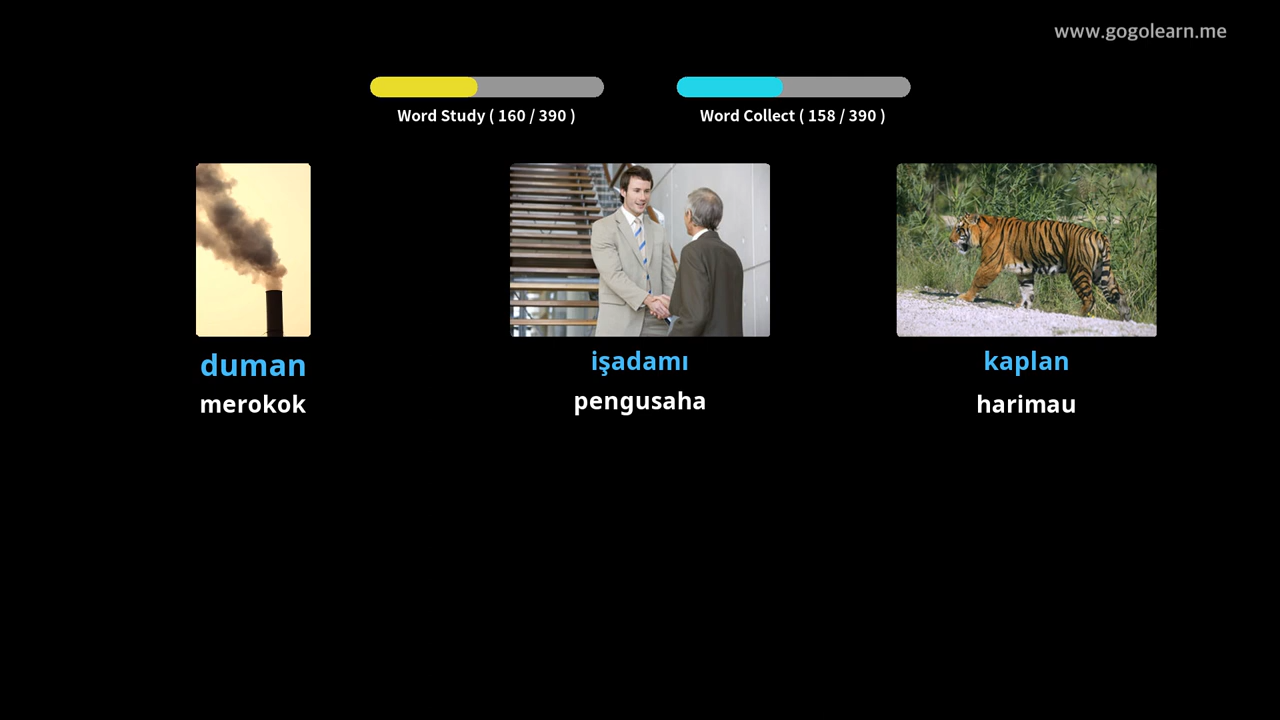 www.gogolearn.me
Word Study ( 160 / 390 )
Word Collect ( 158 / 390 )
duman
merokok
işadamı
pengusaha
kaplan
harimau